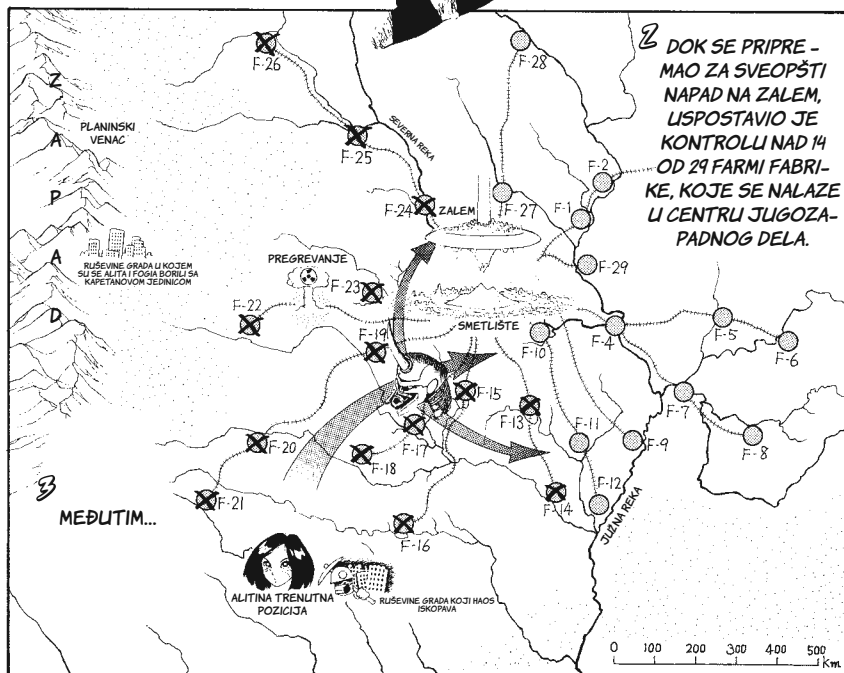 2 DOK SE PRIPRE-
MAO ZA SVEOPŠTI
NAPAD NA ZALEM,
USPOSTAVIO JE
KONTROLU NAD 14
OD 29 FARMI FABRI-
KE, KOJE SE NALAZE
U CENTRU JUGOZA-
PADNOG DELA.
F-26
F-28
Z
A
P
A
D
PLANINSKI
VENAC
SEVERNA REKA
F-25
F-2
F-24
ZALEM
F-27
F-1
RUŠEVINE GRADA U KOJEM
SU SE ALITA I FOGIA BORILI SA
KAPETANOVOM JEDINICOM
PREGREVANJE
F-29
F-23
F-22
SMETLIŠTE
F-19
F-10
F-4
F-5
F-6
F-15
F-13
F-7
F-20
F-18
F-17
F-11
F-9
F-8
3
MEĐUTIM...
F-21
F-16
F-14
F-12
JUŽNA REKA
ALITINA TRENUTNA
POZICIJA
RUŠEVINE GRADA KOJI HAOS
ISKOPAVA
0 100 200 300 400 500
Km